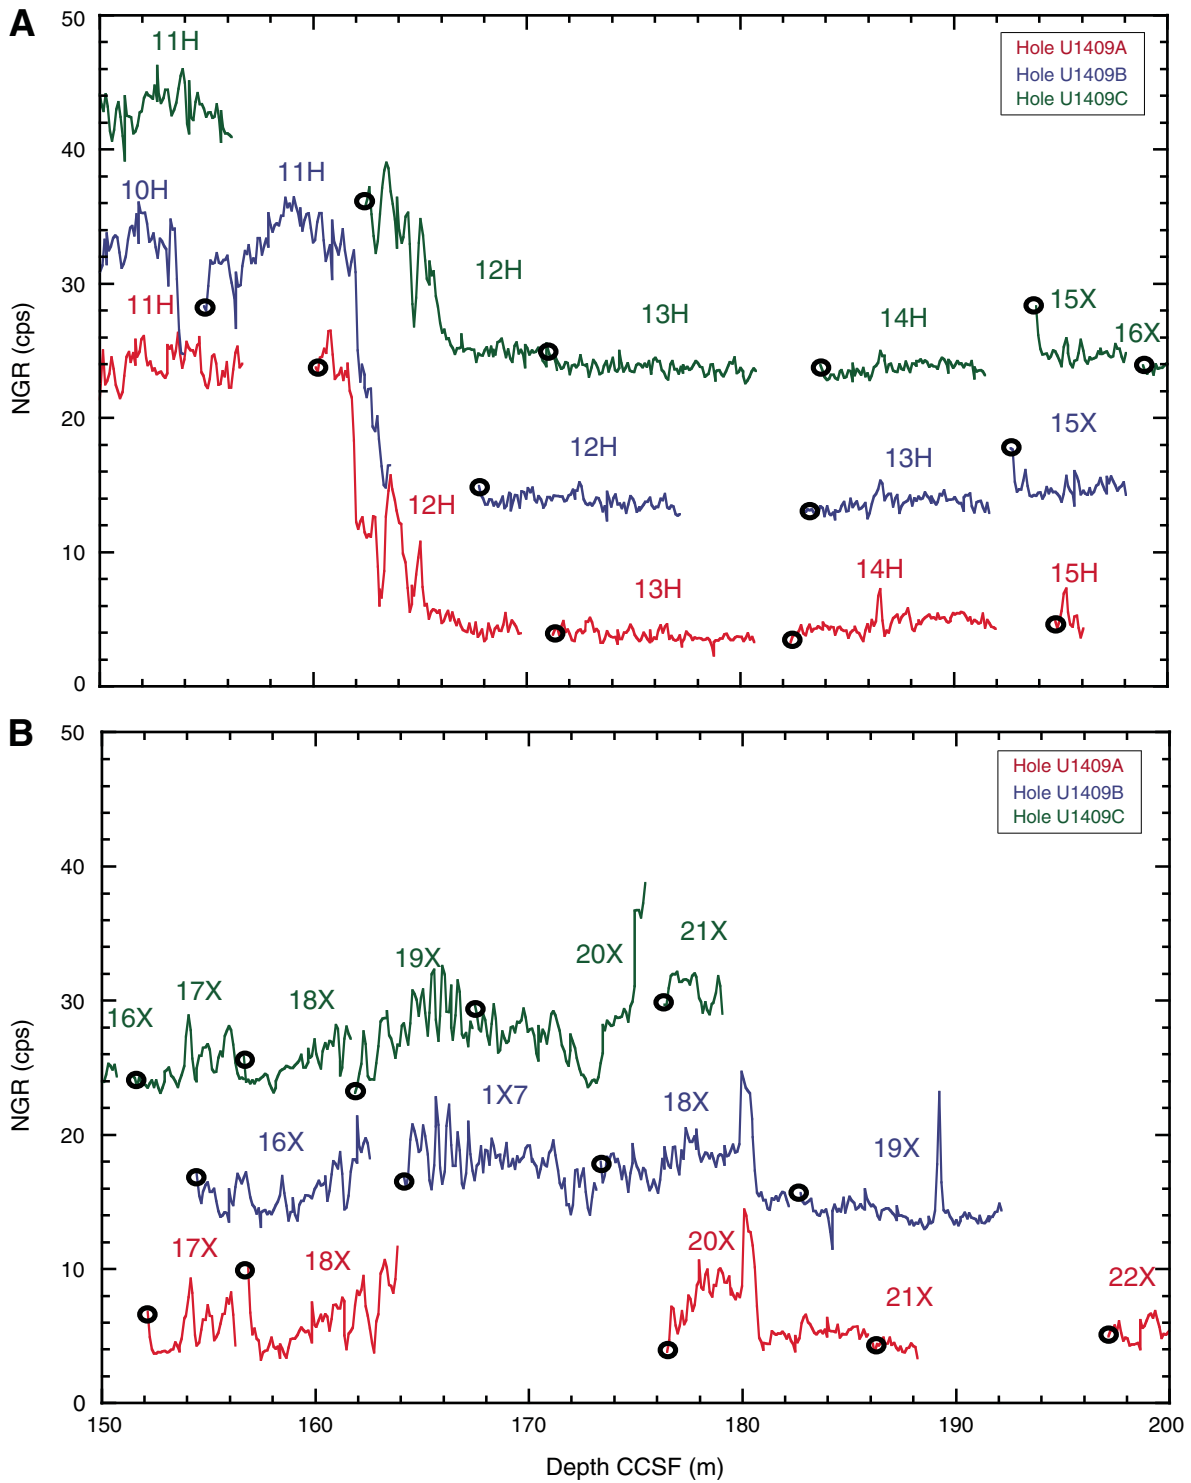 A
50
40
30
20
10
0
NGR (cps)
Hole U1409A
Hole U1409B
Hole U1409C
11H
10H
11H
11H
12H
13H
14H
15X
16X
12H
13H
15X
12H
13H
14H
15H
B
50
40
30
20
10
0
NGR (cps)
Hole U1409A
Hole U1409B
Hole U1409C
16X
17X
18X
19X
20X
21X
16X
1X7
18X
19X
17X
18X
20X
21X
22X
150
160
170
180
190
200
Depth CCSF (m)